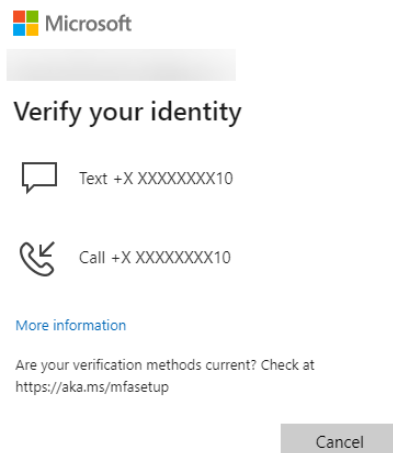 Microsoft
Verify your identity
Text +X XXXXXXXX10
Call +X XXXXXXXX10
More information
Are your verification methods current? Check at
https://aka.ms/mfasetup
Cancel